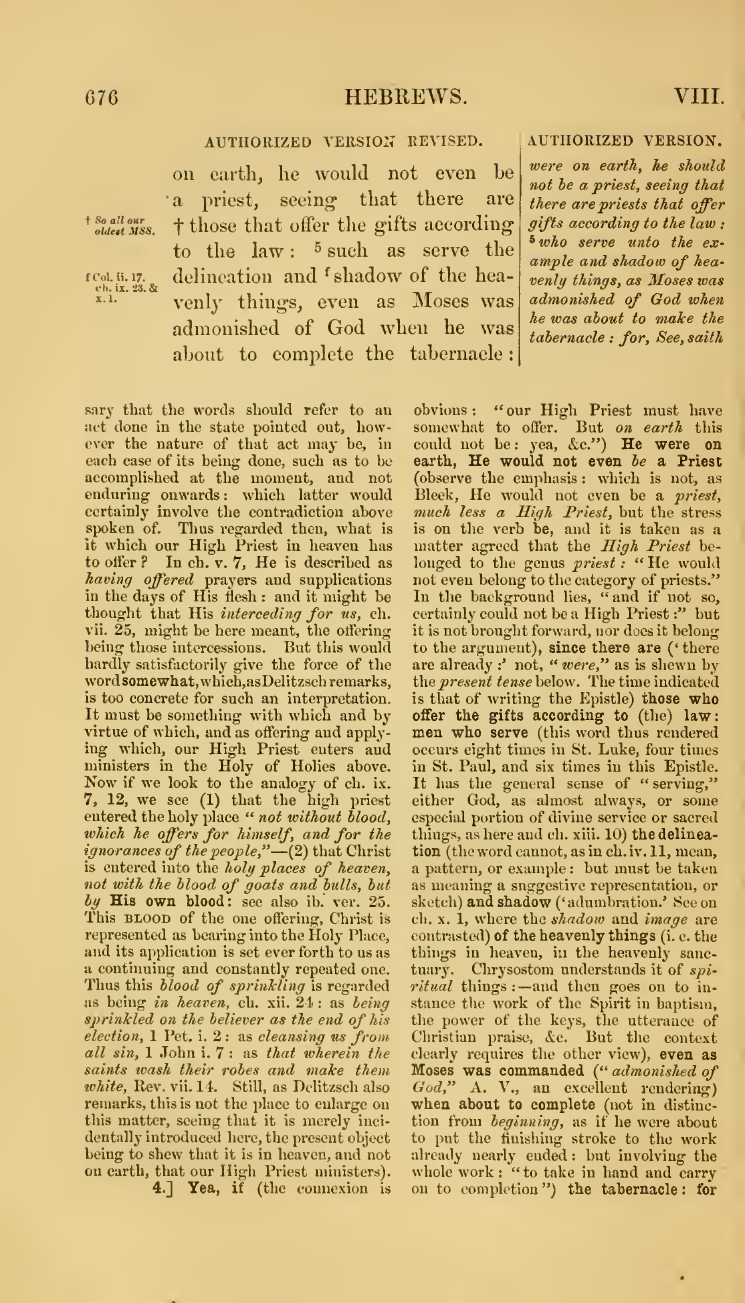 676
HEBREWS.
VIII.
AUTHORIZED VERSION REVISED.
on earth, he would not even be
a priest, seeing that there are
† those that offer the gifts according
to the law : 5 such as serve the
delineation and f shadow of the hea-
venly things, even as Moses was
admonished of God when he was
about to complete the tabernacle :
† So all our
oldest MSS.
f Col. ii. 17.
ch. ix. 23. &
x. 1.
AUTHORIZED VERSION.
were on earth, he should
not be a priest, seeing that
there are priests that offer
gifts according to the law :
5 who serve unto the ex-
ample and shadow of hea-
venly things, as Moses was
admonished of God when
he was about to make the
tabernacle : for, See, saith
sary that the words should refer to an
act done in the state pointed out, how-
ever the nature of that act may be, in
each case of its being done, such as to be
accomplished at the moment, and not
enduring onwards : which latter would
certainly involve the contradiction above
spoken of. Thus regarded then, what is
it which our High Priest in heaven has
to offer ? In ch. v. 7, He is described as
having offered prayers and supplications
in the days of His flesh : and it might be
thought that His interceding for us, ch.
vii. 25, might be here meant, the offering
being those intercessions. But this would
hardly satisfactorily give the force of the
word somewhat, which, as Delitzsch remarks,
is too concrete for such an interpretation.
It must be something with which and by
virtue of which, and as offering and apply-
ing which, our High Priest enters and
ministers in the Holy of Holies above.
Now if we look to the analogy of ch. ix.
7, 12, we see (1) that the high priest
entered the holy place " not without blood,
which he offers for himself, and for the
ignorances of the people,"—(2) that Christ
is entered into the holy places of heaven,
not with the blood of goats and bulls, but
by His own blood : see also ib. ver. 25.
This BLOOD of the one offering, Christ is
represented as bearing into the Holy Place,
and its application is set ever forth to us as
a continuing and constantly repeated one.
Thus this blood of sprinkling is regarded
as being in heaven, ch. xii. 24 : as being
sprinkled on the believer as the end of his
election, 1 Pet. i. 2 : as cleansing us from
all sin, 1 John i. 7 : as that wherein the
saints wash their robes and make them
white, Rev. vii. 14. Still, as Delitzsch also
remarks, this is not the place to enlarge on
this matter, seeing that it is merely inci-
dentally introduced here, the present object
being to shew that it is in heaven, and not
on earth, that our High Priest ministers).
4.] Yea, if (the connexion is
obvious : " our High Priest must have
somewhat to offer. But on earth this
could not be : yea, &c.") He were on
earth, He would not even be a Priest
(observe the emphasis : which is not, as
Bleek, He would not even be a priest,
much less a High Priest, but the stress
is on the verb be, and it is taken as a
matter agreed that the High Priest be-
longed to the genus priest : " He would
not even belong to the category of priests."
In the background lies, " and if not so,
certainly could not be a High Priest :" but
it is not brought forward, nor does it belong
to the argument), since there are (' there
are already :' not, " were," as is shewn by
the present tense below. The time indicated
is that of writing the Epistle) those who
offer the gifts according to (the) law :
men who serve (this word thus rendered
occurs eight times in St. Luke, four times
in St. Paul, and six times in this Epistle.
It has the general sense of " serving,"
either God, as almost always, or some
especial portion of divine service or sacred
things, as here and ch. xiii. 10) the delinea-
tion (the word cannot, as in ch. iv. 11, mean,
a pattern, or example : but must be taken
as meaning a suggestive representation, or
sketch) and shadow ('adumbration.' See on
ch. x. 1, where the shadow and image are
contrasted) of the heavenly things (i. e. the
things in heaven, in the heavenly sanc-
tuary. Chrysostom understands it of spi-
ritual things :—and then goes on to in-
stance the work of the Spirit in baptism,
the power of the keys, the utterance of
Christian praise, &c. But the context
clearly requires the other view), even as
Moses was commanded (" admonished of
God," A. V., an excellent rendering)
when about to complete (not in distinc-
tion from beginning, as if he were about
to put the finishing stroke to the work
already nearly ended : but involving the
whole work : " to take in hand and carry
on to completion") the tabernacle : for